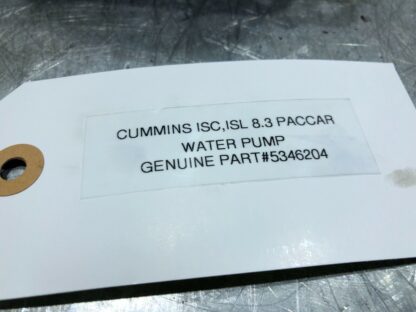 CUMMINS ISC,ISL 8.3 PACCAR
WATER PUMP
GENUINE PART#5346204